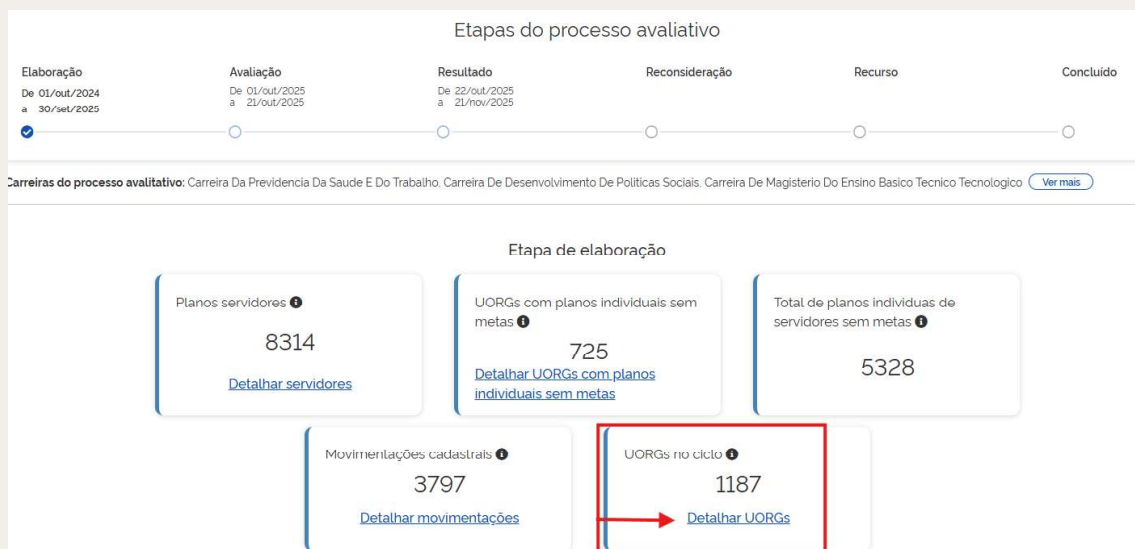 Etapas do processo avaliativo
Elaboração
De 01/out/2024
a 30/set/2025
Avaliação
De 01/out/2025
a 21/out/2025
Resultado
De 22/out/2025
a 21/nov/2025
Reconsideração
Recurso
Concluído
Carreiras do processo avalitativo: Carreira Da Previdencia Da Saude E Do Trabalho, Carreira De Desenvolvimento De Politicas Sociais, Carreira De Magisterio Do Ensino Basico Tecnico Tecnologico Ver mais
Etapa de elaboração
Planos servidores
8314
Detalhar servidores
UORGs com planos individuais sem
metas
725
Detalhar UORGs com planos
individuais sem metas
Total de planos individuas de
servidores sem metas
5328
Movimentações cadastrais
3797
Detalhar movimentações
UORGs no ciclo
1187
Detalhar UORGs